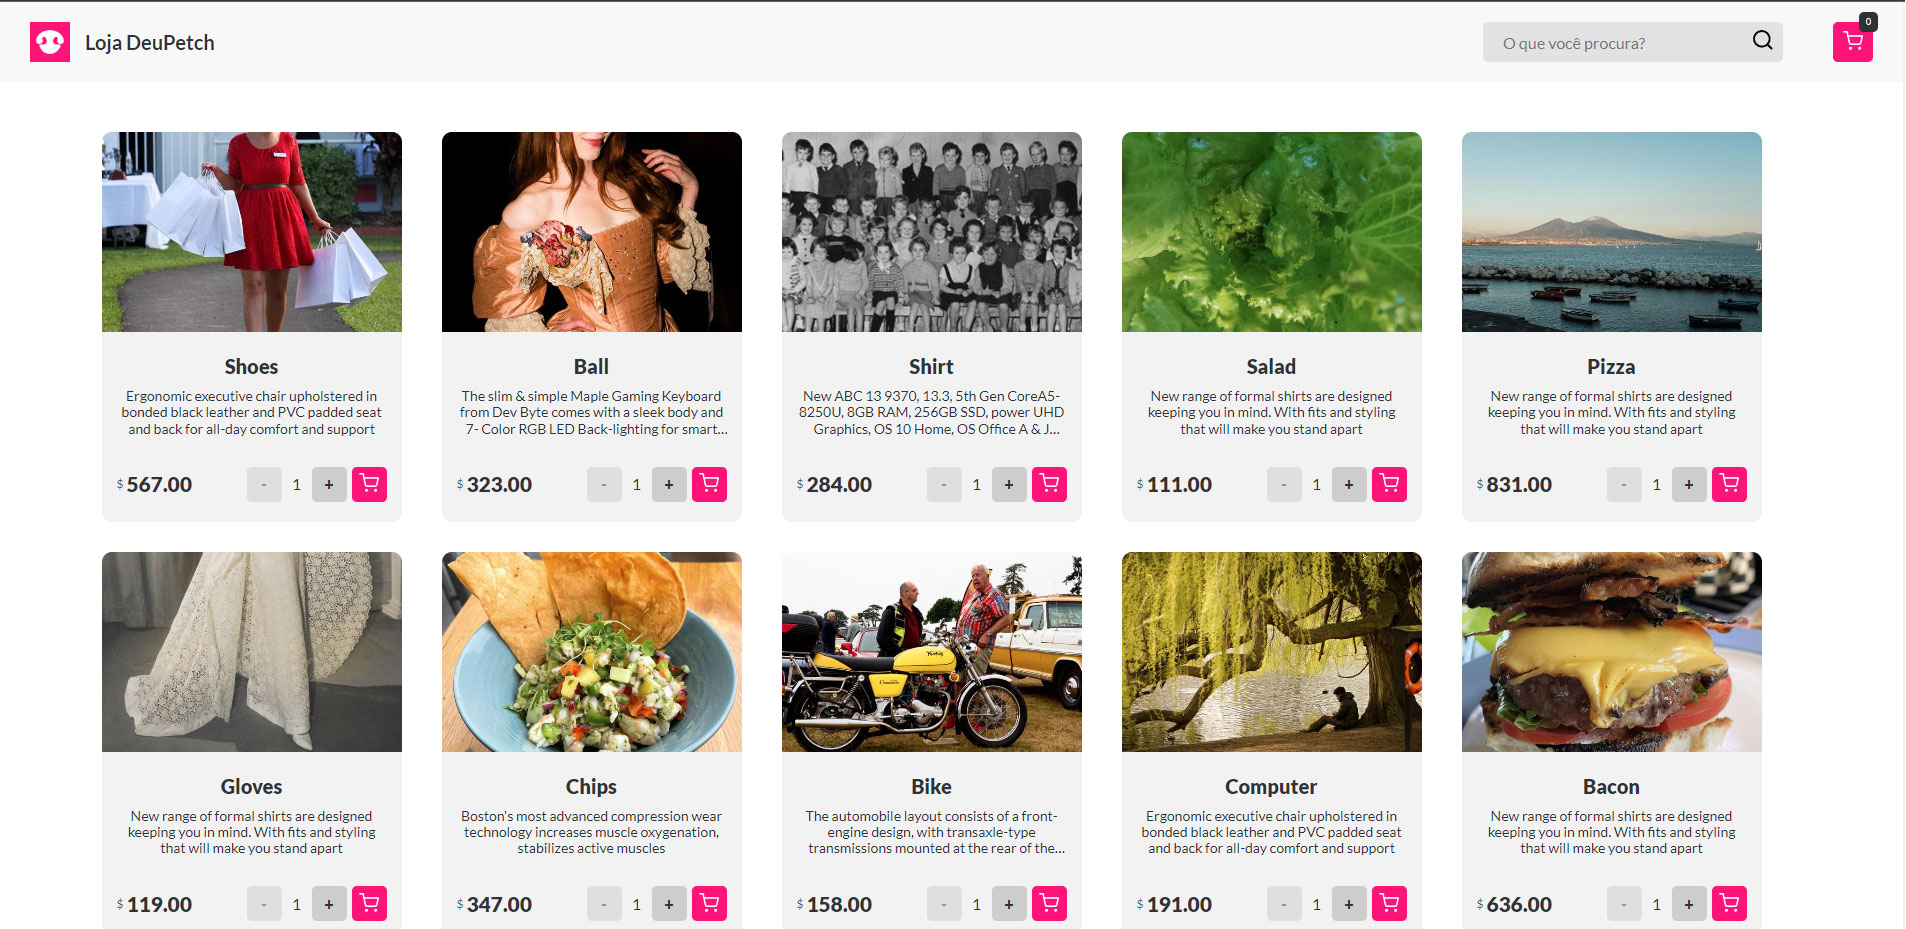 Loja DeuPetch
O que você procura?
0
Shoes
Ergonomic executive chair upholstered in
bonded black leather and PVC padded seat
and back for all-day comfort and support
$ 567.00 - 1 +
Ball
The slim & simple Maple Gaming Keyboard
from Dev Byte comes with a sleek body and
7- Color RGB LED Back-lighting for smart...
$ 323.00 - 1 +
Shirt
New ABC 13 9370, 13.3, 5th Gen CoreA5-
8250U, 8GB RAM, 256GB SSD, power UHD
Graphics, OS 10 Home, OS Office A & J...
$ 284.00 - 1 +
Salad
New range of formal shirts are designed
keeping you in mind. With fits and styling
that will make you stand apart
$ 111.00 - 1 +
Pizza
New range of formal shirts are designed
keeping you in mind. With fits and styling
that will make you stand apart
$ 831.00 - 1 +
Gloves
New range of formal shirts are designed
keeping you in mind. With fits and styling
that will make you stand apart
$ 119.00 - 1 +
Chips
Boston's most advanced compression wear
technology increases muscle oxygenation,
stabilizes active muscles
$ 347.00 - 1 +
Bike
The automobile layout consists of a front-
engine design, with transaxle-type
transmissions mounted at the rear of the...
$ 158.00 - 1 +
Computer
Ergonomic executive chair upholstered in
bonded black leather and PVC padded seat
and back for all-day comfort and support
$ 191.00 - 1 +
Bacon
New range of formal shirts are designed
keeping you in mind. With fits and styling
that will make you stand apart
$ 636.00 - 1 +